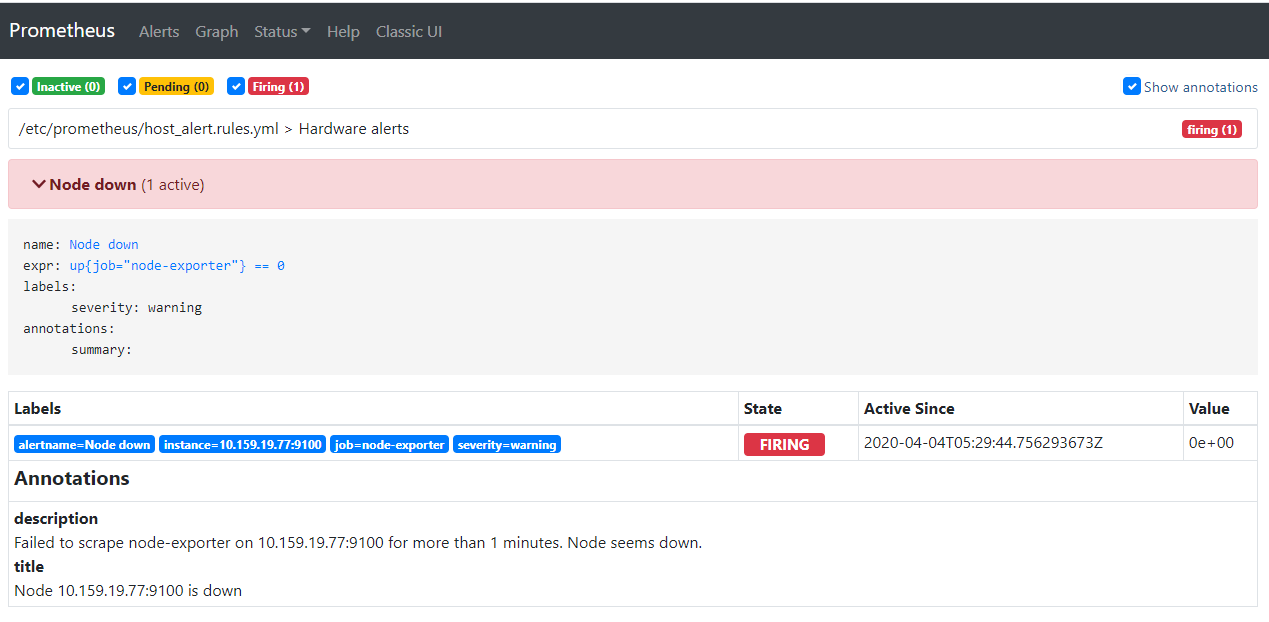 Prometheus Alerts Graph Status Help Classic UI
Inactive (0) Pending (0) Firing (1) Show annotations
/etc/prometheus/host_alert.rules.yml > Hardware alerts firing (1)
Node down (1 active)
name: Node down
expr: up{job="node-exporter"} == 0
labels:
severity: warning
annotations:
summary:
Labels State Active Since Value
alertname=Node down instance=10.159.19.77:9100 job=node-exporter severity=warning FIRING 2020-04-04T05:29:44.756293673Z 0e+00
Annotations
description
Failed to scrape node-exporter on 10.159.19.77:9100 for more than 1 minutes. Node seems down.
title
Node 10.159.19.77:9100 is down